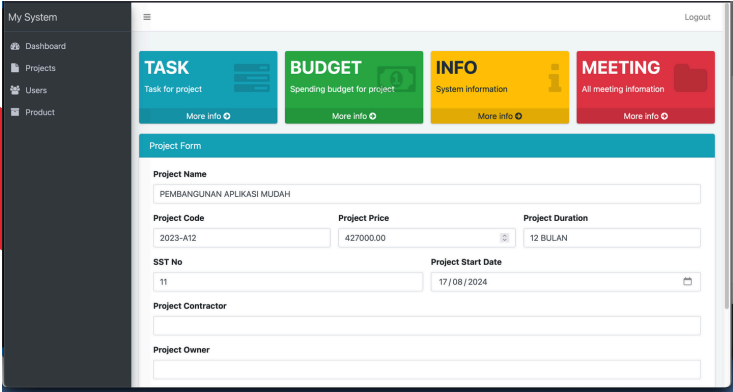 My System
Logout
Dashboard
Projects
Users
Product
TASK
Task for project
More info
BUDGET
Spending budget for project
More info
INFO
System information
More info
MEETING
All meeting infomation
More info
Project Form
Project Name
PEMBANGUNAN APLIKASI MUDAH
Project Code
2023-A12
Project Price
427000.00
Project Duration
12 BULAN
SST No
11
Project Start Date
17/08/2024
Project Contractor
Project Owner